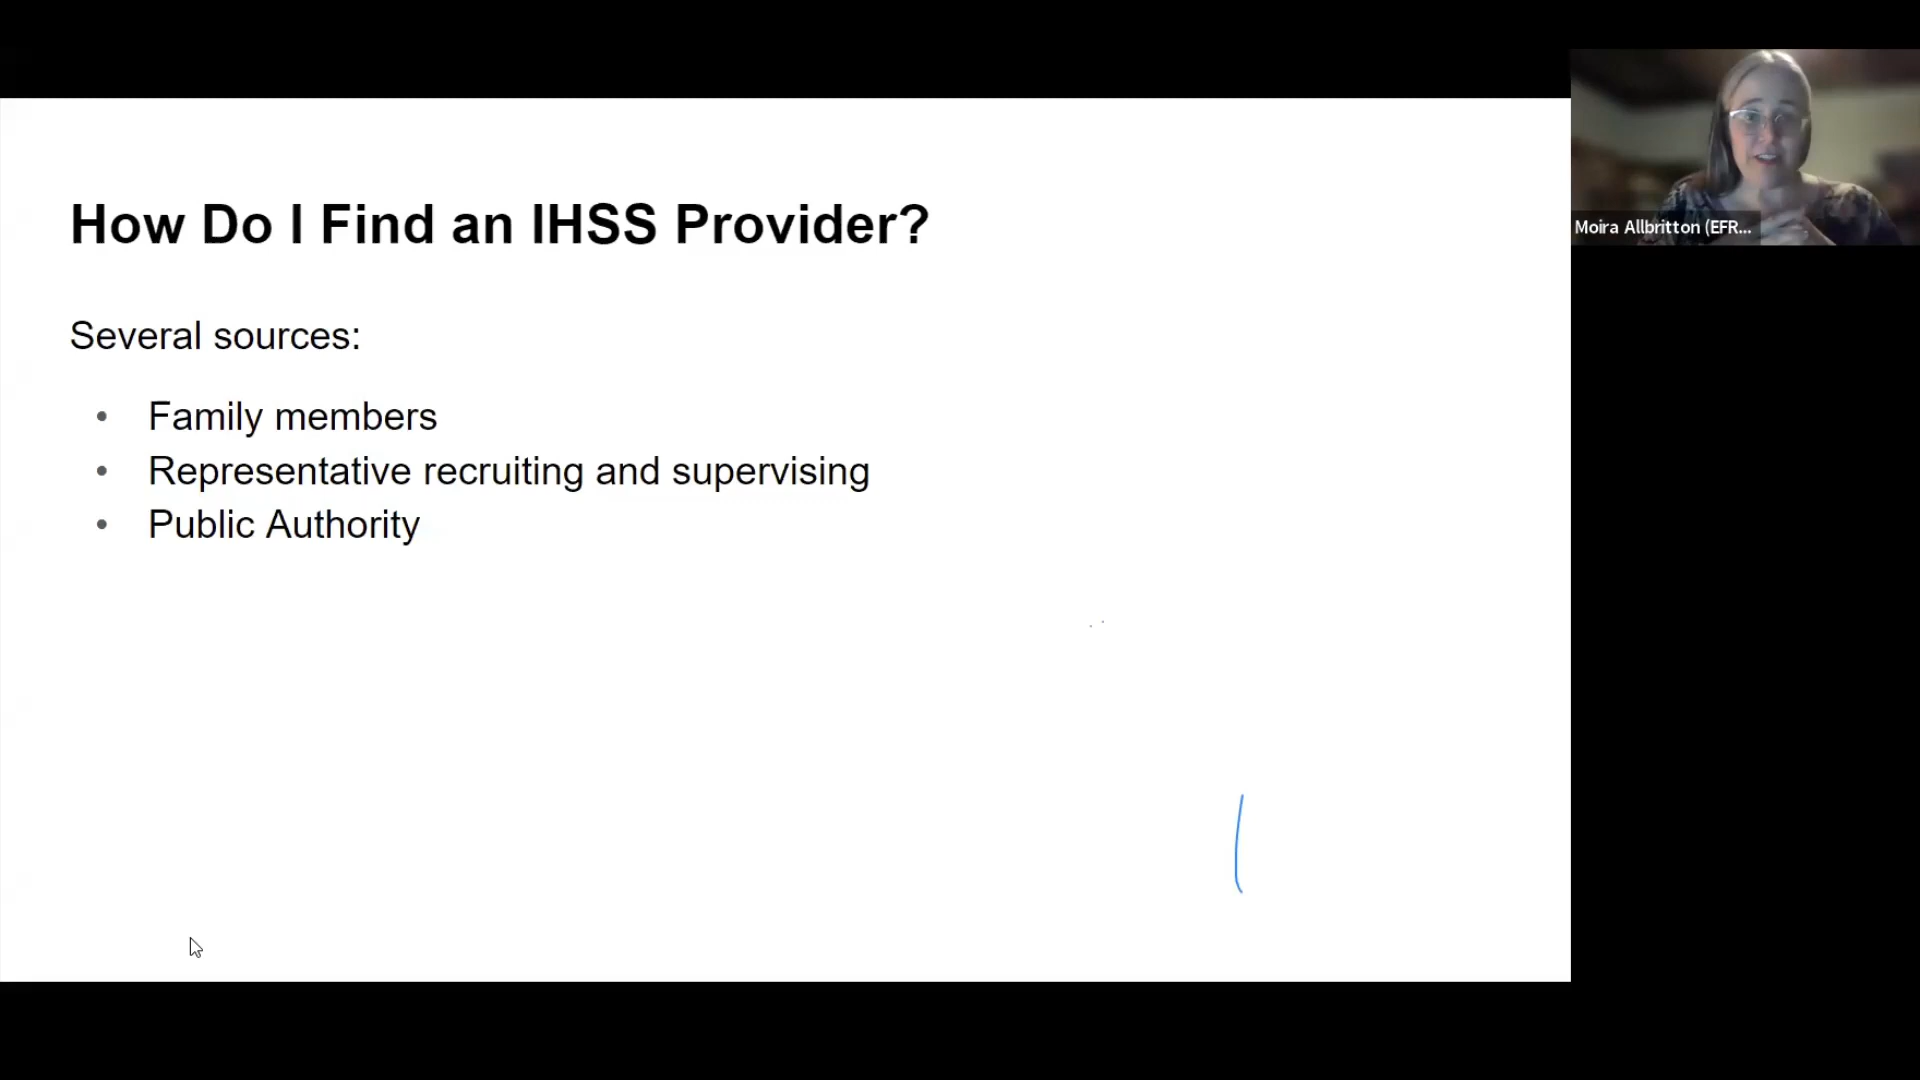 How Do I Find an IHSS Provider?
Several sources:
• Family members
• Representative recruiting and supervising
• Public Authority
Moira Allbritton (EFR...